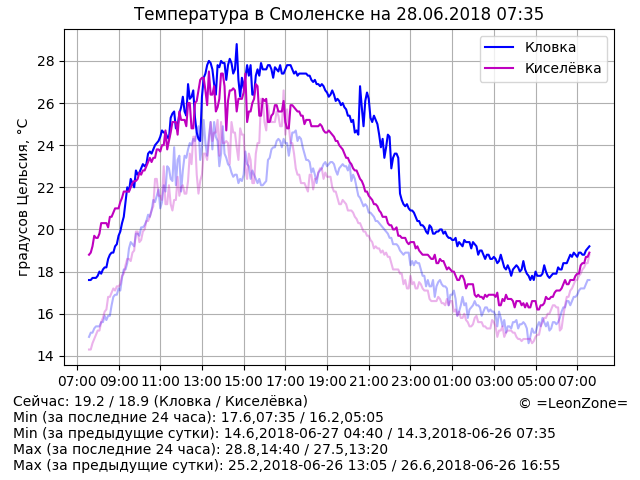 Температура в Смоленске на 28.06.2018 07:35
Кловка
Киселёвка
градусов Цельсия, °C
28
26
24
22
20
18
16
14
07:00 09:00 11:00 13:00 15:00 17:00 19:00 21:00 23:00 01:00 03:00 05:00 07:00
Сейчас: 19.2 / 18.9 (Кловка / Киселёвка)
© =LeonZone=
Min (за последние 24 часа): 17.6,07:35 / 16.2,05:05
Min (за предыдущие сутки): 14.6,2018-06-27 04:40 / 14.3,2018-06-26 07:35
Max (за последние 24 часа): 28.8,14:40 / 27.5,13:20
Max (за предыдущие сутки): 25.2,2018-06-26 13:05 / 26.6,2018-06-26 16:55